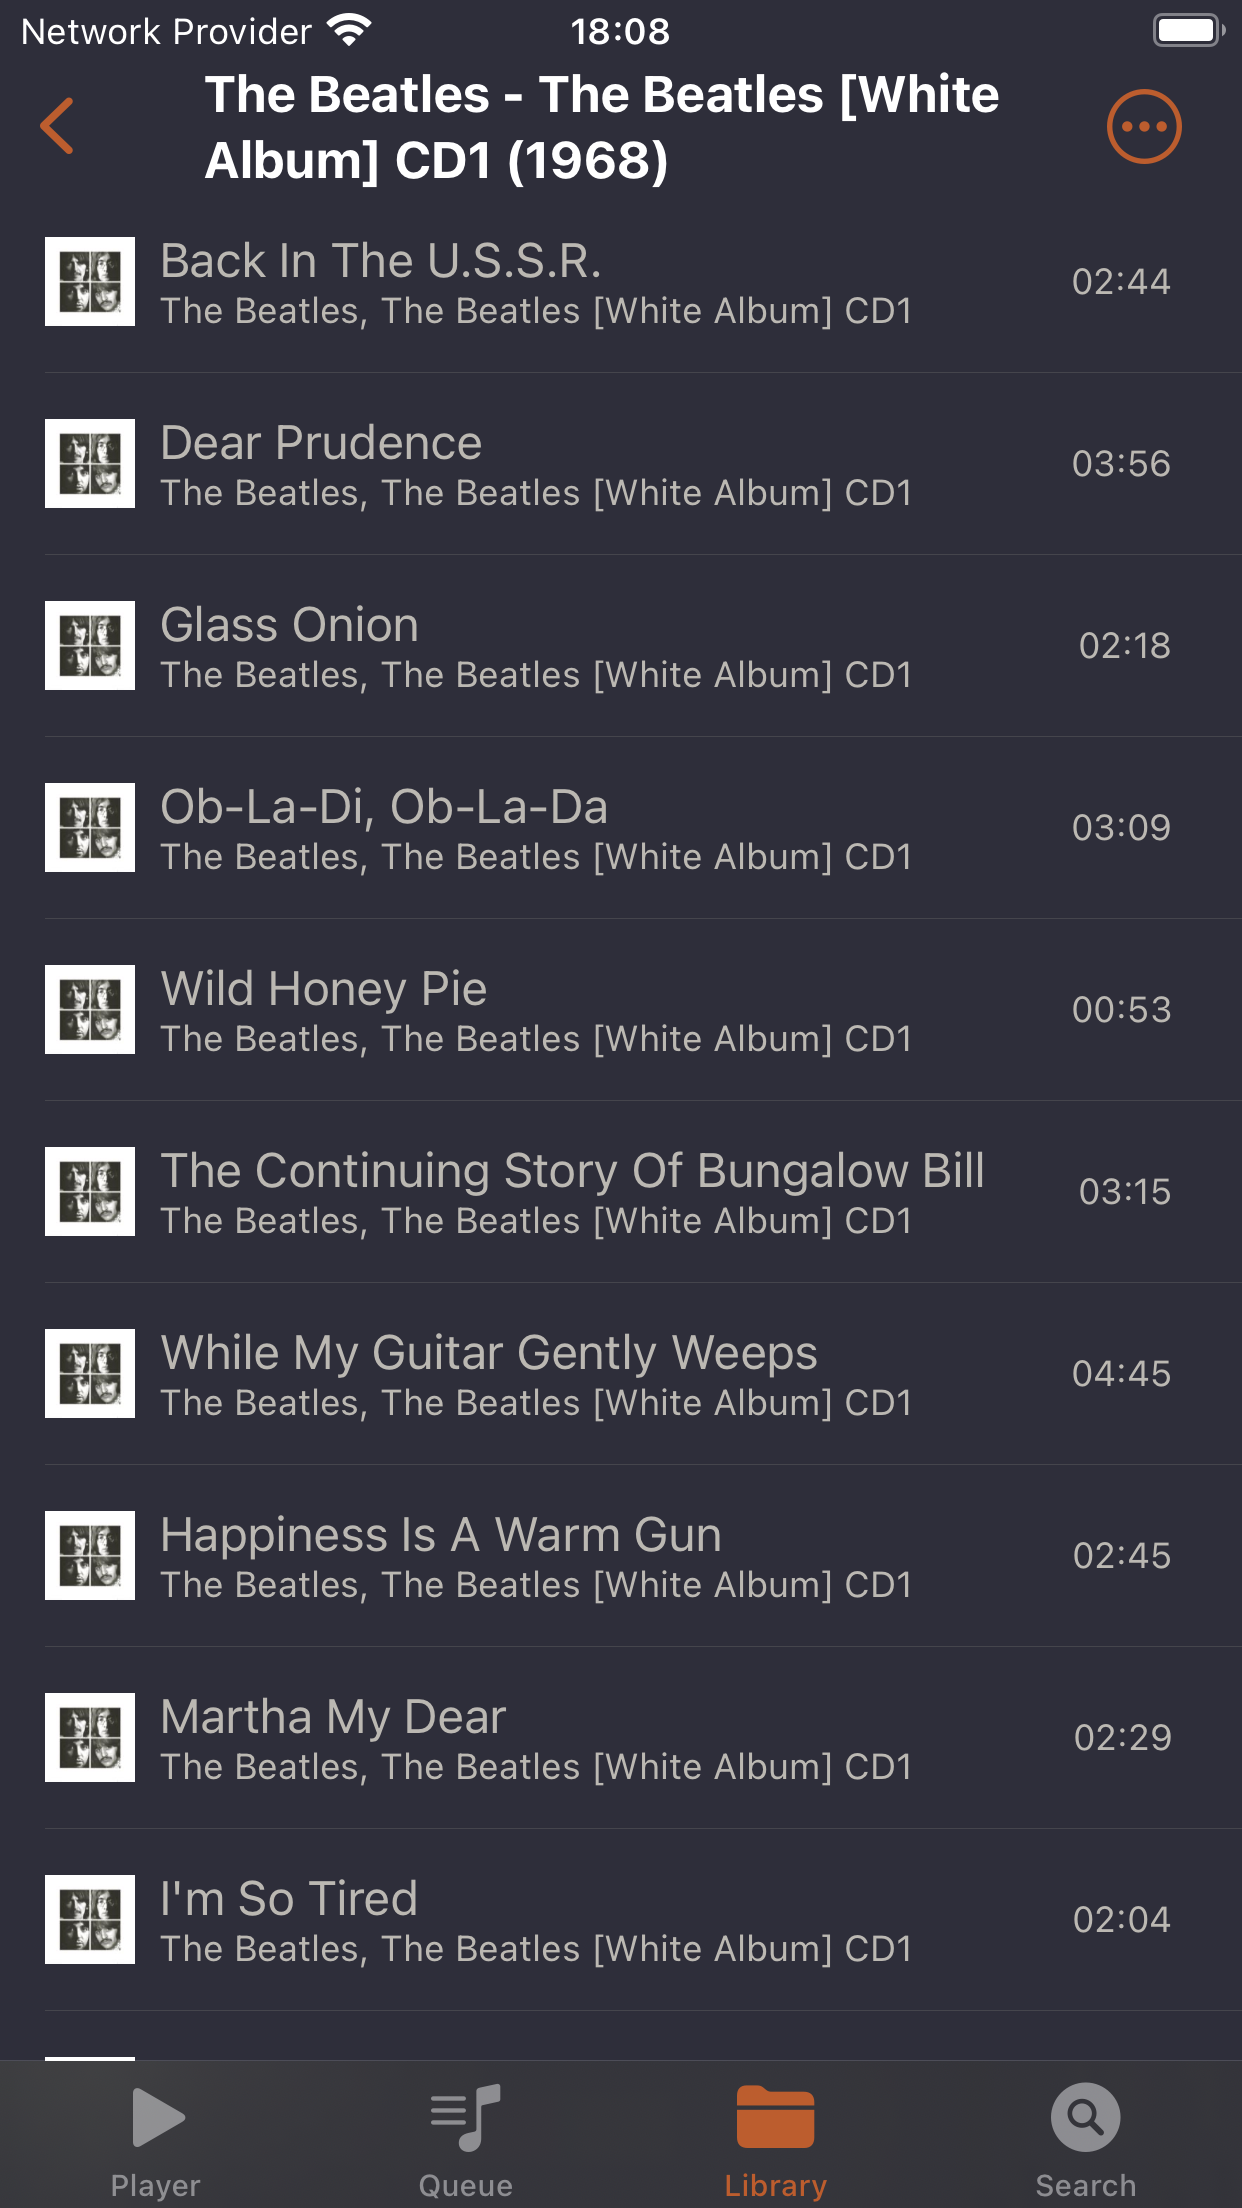 Network Provider
18:08
The Beatles - The Beatles [White
Album] CD1 (1968)
Back In The U.S.S.R.
02:44
The Beatles, The Beatles [White Album] CD1
Dear Prudence
03:56
The Beatles, The Beatles [White Album] CD1
Glass Onion
02:18
The Beatles, The Beatles [White Album] CD1
Ob-La-Di, Ob-La-Da
03:09
The Beatles, The Beatles [White Album] CD1
Wild Honey Pie
00:53
The Beatles, The Beatles [White Album] CD1
The Continuing Story Of Bungalow Bill
03:15
The Beatles, The Beatles [White Album] CD1
While My Guitar Gently Weeps
04:45
The Beatles, The Beatles [White Album] CD1
Happiness Is A Warm Gun
02:45
The Beatles, The Beatles [White Album] CD1
Martha My Dear
02:29
The Beatles, The Beatles [White Album] CD1
I'm So Tired
02:04
The Beatles, The Beatles [White Album] CD1
Player
Queue
Library
Search